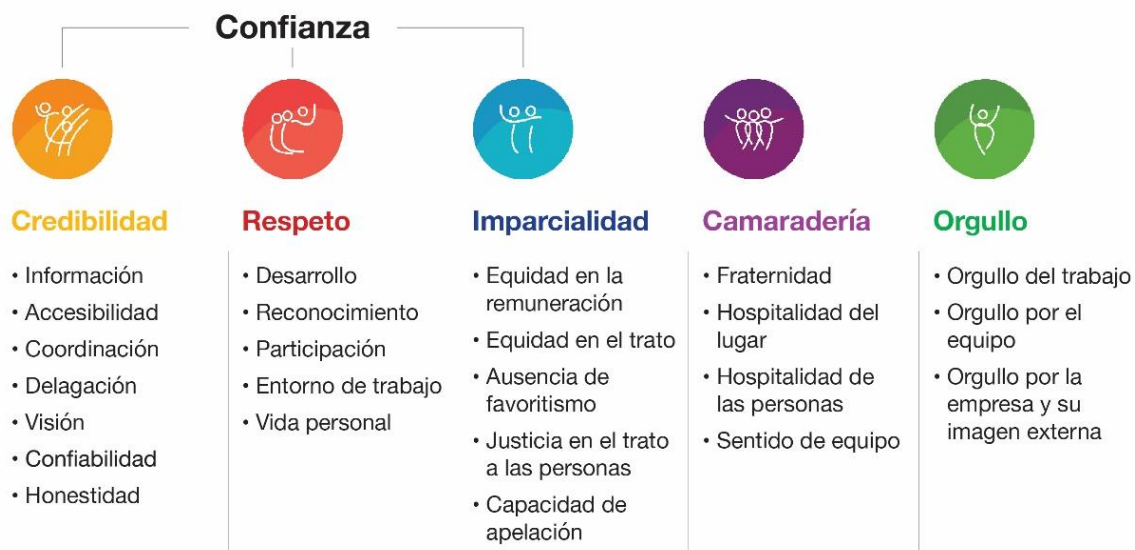 Confianza
Credibilidad
• Información
• Accesibilidad
• Coordinación
• Delagación
• Visión
• Confiabilidad
• Honestidad
Respeto
• Desarrollo
• Reconocimiento
• Participación
• Entorno de trabajo
• Vida personal
Imparcialidad
• Equidad en la
remuneración
• Equidad en el trato
• Ausencia de
favoritismo
• Justicia en el trato
a las personas
• Capacidad de
apelación
Camaradería
• Fraternidad
• Hospitalidad del
lugar
• Hospitalidad de
las personas
• Sentido de equipo
Orgullo
• Orgullo del trabajo
• Orgullo por el
equipo
• Orgullo por la
empresa y su
imagen externa